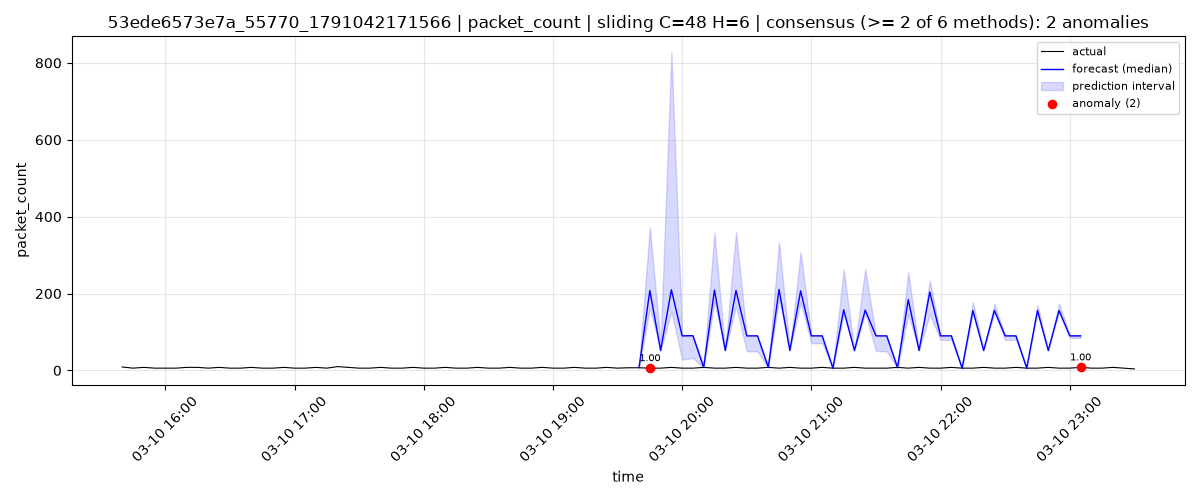 53ede6573e7a_55770_1791042171566 | packet_count | sliding C=48 H=6 | consensus (>= 2 of 6 methods): 2 anomalies
packet_count
800
600
400
200
0
actual
forecast (median)
prediction interval
anomaly (2)
1.00
1.00
03-10 16:00
03-10 17:00
03-10 18:00
03-10 19:00
03-10 20:00
03-10 21:00
03-10 22:00
03-10 23:00
time